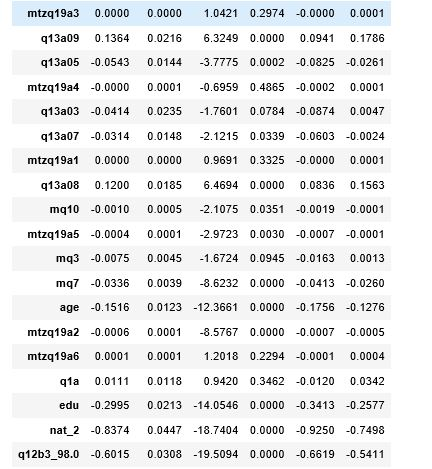 mtzq19a3 0.0000 0.0000 1.0421 0.2974 -0.0000 0.0001
q13a09 0.1364 0.0216 6.3249 0.0000 0.0941 0.1786
q13a05 -0.0543 0.0144 -3.7775 0.0002 -0.0825 -0.0261
mtzq19a4 -0.0000 0.0001 -0.6959 0.4865 -0.0002 0.0001
q13a03 -0.0414 0.0235 -1.7601 0.0784 -0.0874 0.0047
q13a07 -0.0314 0.0148 -2.1215 0.0339 -0.0603 -0.0024
mtzq19a1 0.0000 0.0000 0.9691 0.3325 -0.0000 0.0001
q13a08 0.1200 0.0185 6.4694 0.0000 0.0836 0.1563
mq10 -0.0010 0.0005 -2.1075 0.0351 -0.0019 -0.0001
mtzq19a5 -0.0004 0.0001 -2.9723 0.0030 -0.0007 -0.0001
mq3 -0.0075 0.0045 -1.6724 0.0945 -0.0163 0.0013
mq7 -0.0336 0.0039 -8.6232 0.0000 -0.0413 -0.0260
age -0.1516 0.0123 -12.3661 0.0000 -0.1756 -0.1276
mtzq19a2 -0.0006 0.0001 -8.5767 0.0000 -0.0007 -0.0005
mtzq19a6 0.0001 0.0001 1.2018 0.2294 -0.0001 0.0004
q1a 0.0111 0.0118 0.9420 0.3462 -0.0120 0.0342
edu -0.2995 0.0213 -14.0546 0.0000 -0.3413 -0.2577
nat_2 -0.8374 0.0447 -18.7404 0.0000 -0.9250 -0.7498
q12b3_98.0 -0.6015 0.0308 -19.5094 0.0000 -0.6619 -0.5411